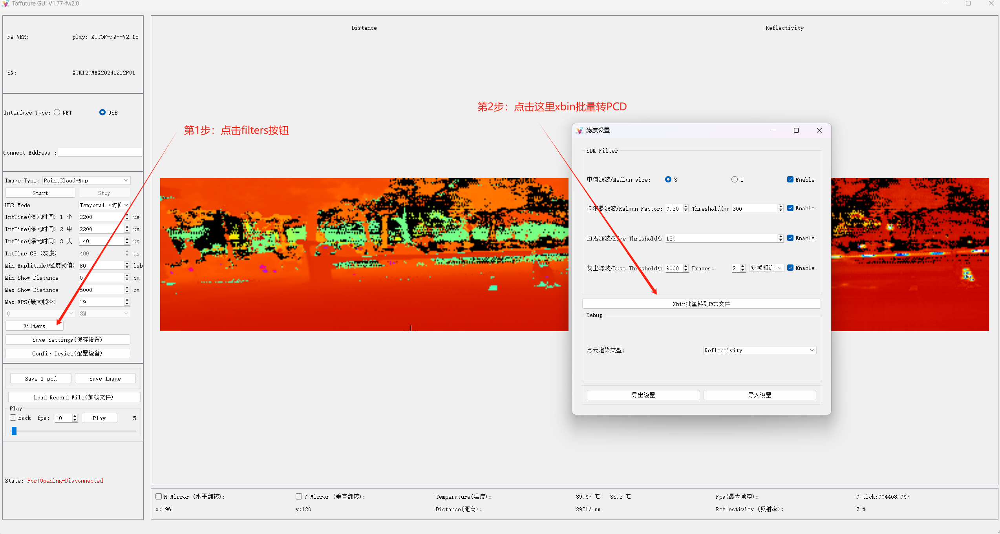 Toffuture GUI V1.77-fw2.0
FW VER: play: XTTOF-FW--V2.18
SN: XTM120MAX20241212P01
Interface Type: NET USB
Connect Address :
Image Type: PointCloud+Amp
Start Stop
HDR Mode Temporal (时间
IntTime(曝光时间) 1 小 2200 us
IntTime(曝光时间) 2 中 2200 us
IntTime(曝光时间) 3 大 140 us
IntTime GS (灰度) 400 us
Min Amplitude(强度阈值) 80 lsb
Min Show Distance 0 cm
Max Show Distance 5000 cm
Max FPS(最大帧率) 19
0 3M
Filters
Save Settings(保存设置)
Config Device(配置设备)
Save 1 pcd Save Image
Load Record File(加载文件)
Play
Back fps: 10 Play 5
State: PortOpening-Disconnected
Distance Reflectivity
第1步：点击filters按钮
第2步：点击这里xbin批量转PCD
滤波设置
SDK Filter
中值滤波/Median size: 3 5 Enable
卡尔曼滤波/Kalman Factor: 0.30 Threshold(mm 300 Enable
边沿滤波/Edge Threshold(m 130 Enable
灰尘滤波/Dust Threshold(m 9000 Frames: 2 多帧相近 Enable
Xbin批量转到PCD文件
Debug
点云渲染类型: Reflectivity
导出设置 导入设置
H Mirror (水平翻转): V Mirror (垂直翻转): Temperature(温度): 39.67 ℃ 33.3 ℃ Fps(最大帧率): 0 tick:004468.067
x:196 y:120 Distance(距离): 29216 mm Reflectivity (反射率): 7 %